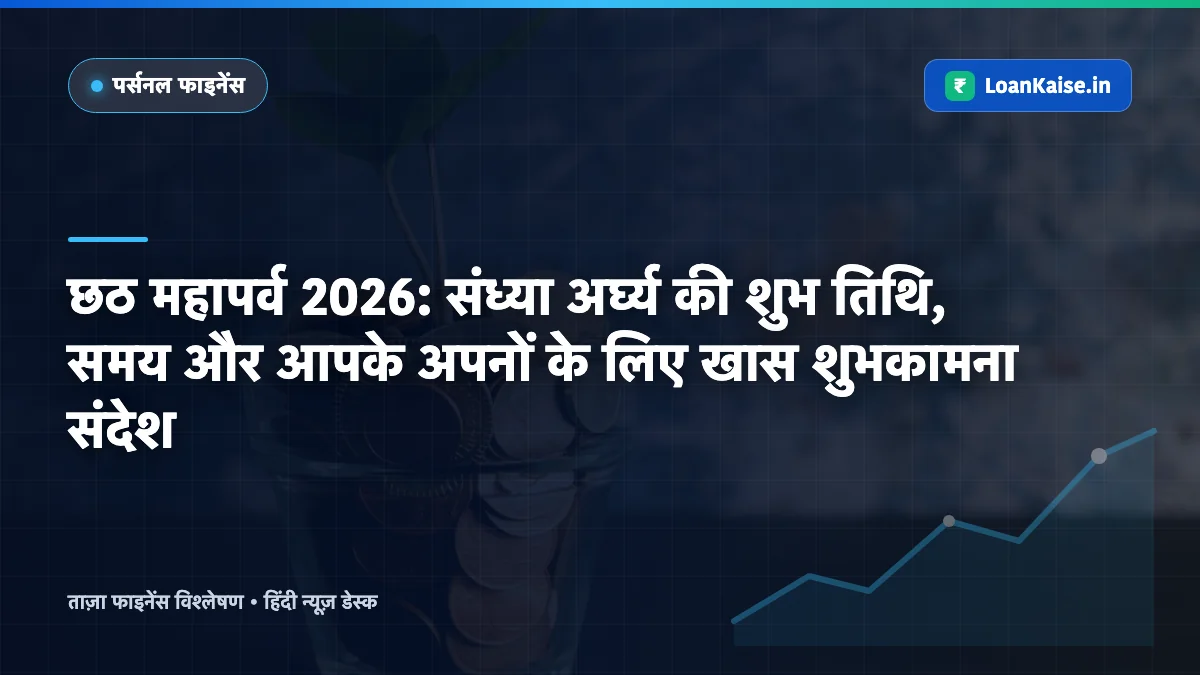 पर्सनल फाइनेंस
₹ LoanKaise.in
छठ महापर्व 2026: संध्या अर्घ्य की शुभ तिथि,
समय और आपके अपनों के लिए खास शुभकामना
संदेश
ताज़ा फाइनेंस विश्लेषण • हिंदी न्यूज़ डेस्क